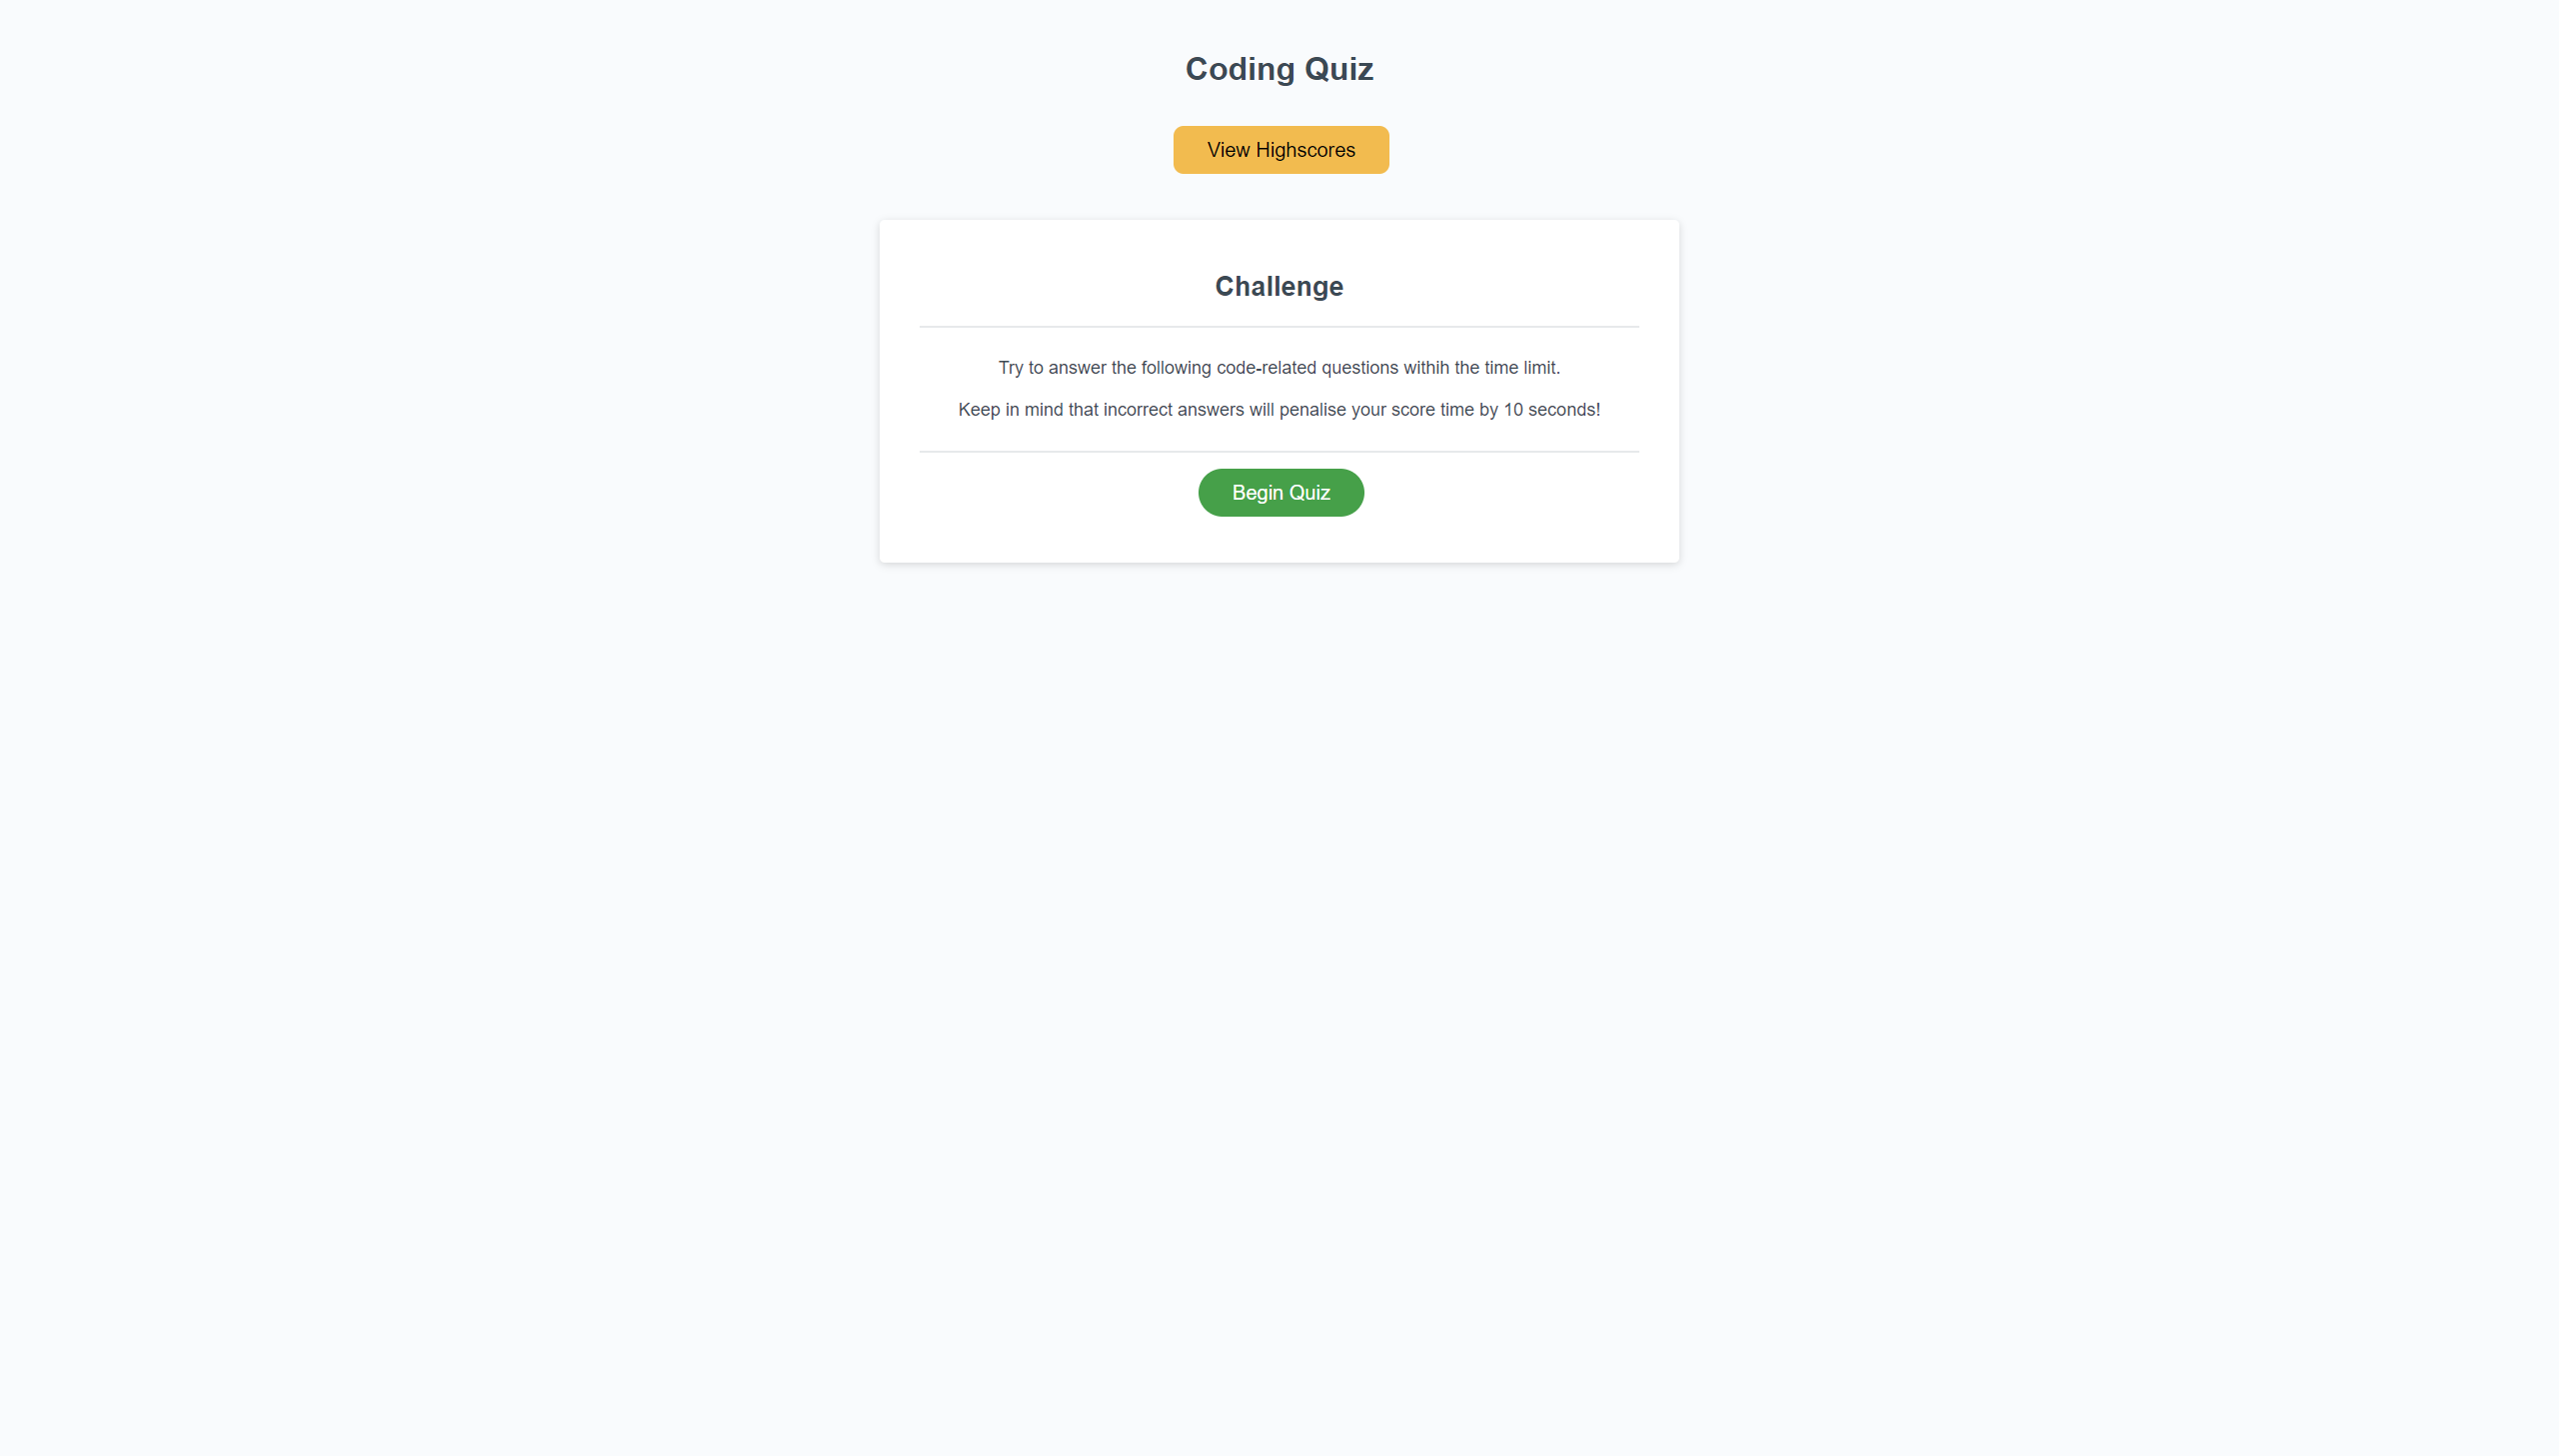 Coding Quiz
View Highscores
Challenge
Try to answer the following code-related questions withih the time limit.
Keep in mind that incorrect answers will penalise your score time by 10 seconds!
Begin Quiz